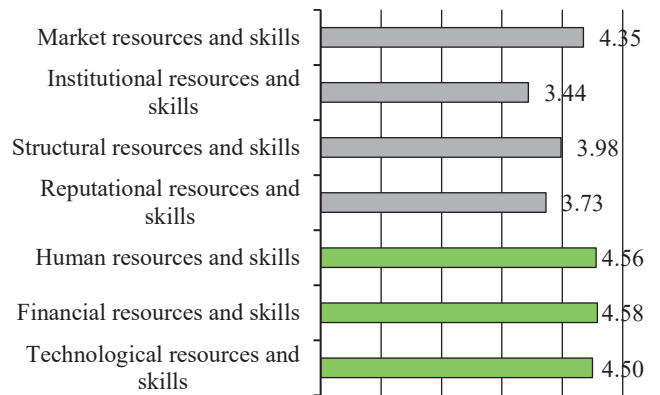 Market resources and skills 4.35
Institutional resources and
skills 3.44
Structural resources and skills 3.98
Reputational resources and
skills 3.73
Human resources and skills 4.56
Financial resources and skills 4.58
Technological resources and
skills 4.50